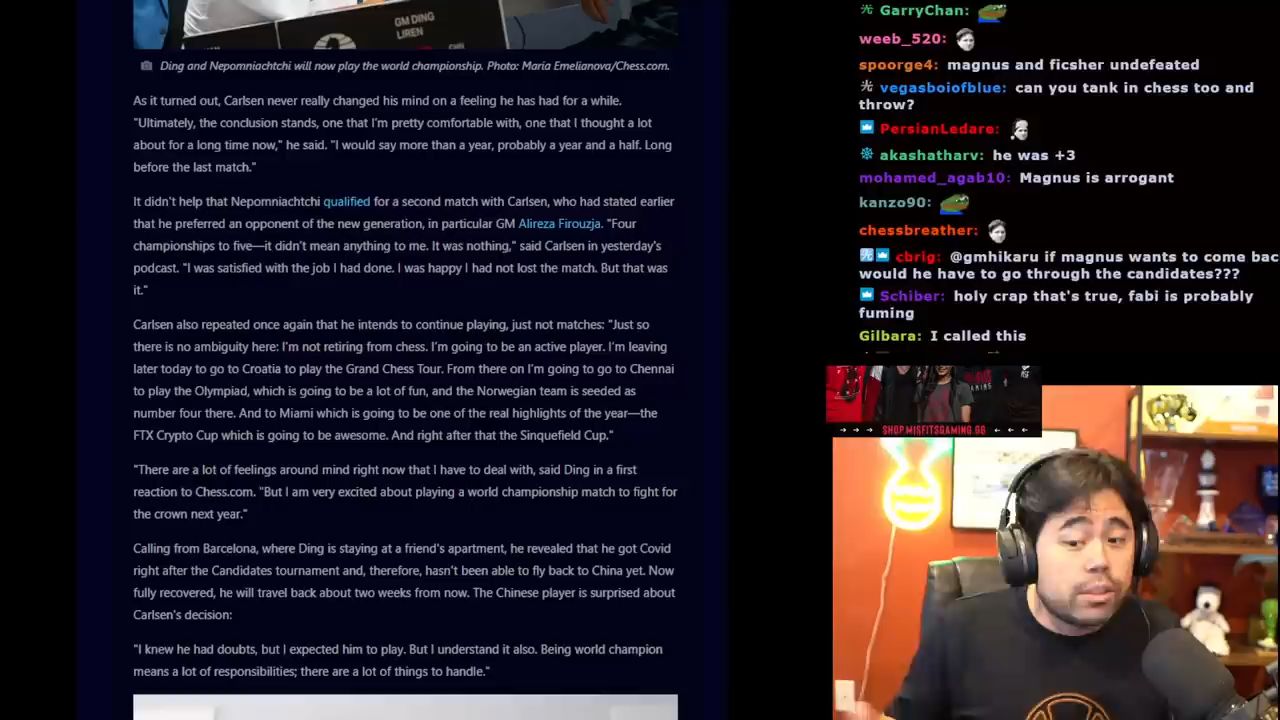 GM DING
LIREN
Ding and Nepomniachtchi will now play the world championship. Photo: Maria Emelianova/Chess.com.
As it turned out, Carlsen never really changed his mind on a feeling he has had for a while.
"Ultimately, the conclusion stands, one that I'm pretty comfortable with, one that I thought a lot
about for a long time now," he said. "I would say more than a year, probably a year and a half. Long
before the last match."
It didn't help that Nepomniachtchi qualified for a second match with Carlsen, who had stated earlier
that he preferred an opponent of the new generation, in particular GM Alireza Firouzja. "Four
championships to five—it didn't mean anything to me. It was nothing," said Carlsen in yesterday's
podcast. "I was satisfied with the job I had done. I was happy I had not lost the match. But that was
it."
Carlsen also repeated once again that he intends to continue playing, just not matches: "Just so
there is no ambiguity here: I'm not retiring from chess. I'm going to be an active player. I'm leaving
later today to go to Croatia to play the Grand Chess Tour. From there on I'm going to go to Chennai
to play the Olympiad, which is going to be a lot of fun, and the Norwegian team is seeded as
number four there. And to Miami which is going to be one of the real highlights of the year—the
FTX Crypto Cup which is going to be awesome. And right after that the Sinquefield Cup."
"There are a lot of feelings around mind right now that I have to deal with, said Ding in a first
reaction to Chess.com. "But I am very excited about playing a world championship match to fight for
the crown next year."
Calling from Barcelona, where Ding is staying at a friend's apartment, he revealed that he got Covid
right after the Candidates tournament and, therefore, hasn't been able to fly back to China yet. Now
fully recovered, he will travel back about two weeks from now. The Chinese player is surprised about
Carlsen's decision:
"I knew he had doubts, but I expected him to play. But I understand it also. Being world champion
means a lot of responsibilities; there are a lot of things to handle."
GarryChan:
weeb_520:
spoorge4: magnus and ficsher undefeated
vegasboiofblue: can you tank in chess too and
throw?
PersianLedare:
akashatharv: he was +3
mohamed_agab10: Magnus is arrogant
kanzo90:
chessbreather:
cbrig: @gmhikaru if magnus wants to come bac
would he have to go through the candidates???
Schiber: holy crap that's true, fabi is probably
fuming
Gilbara: I called this
SHOP.MISFITSGAMING.GG